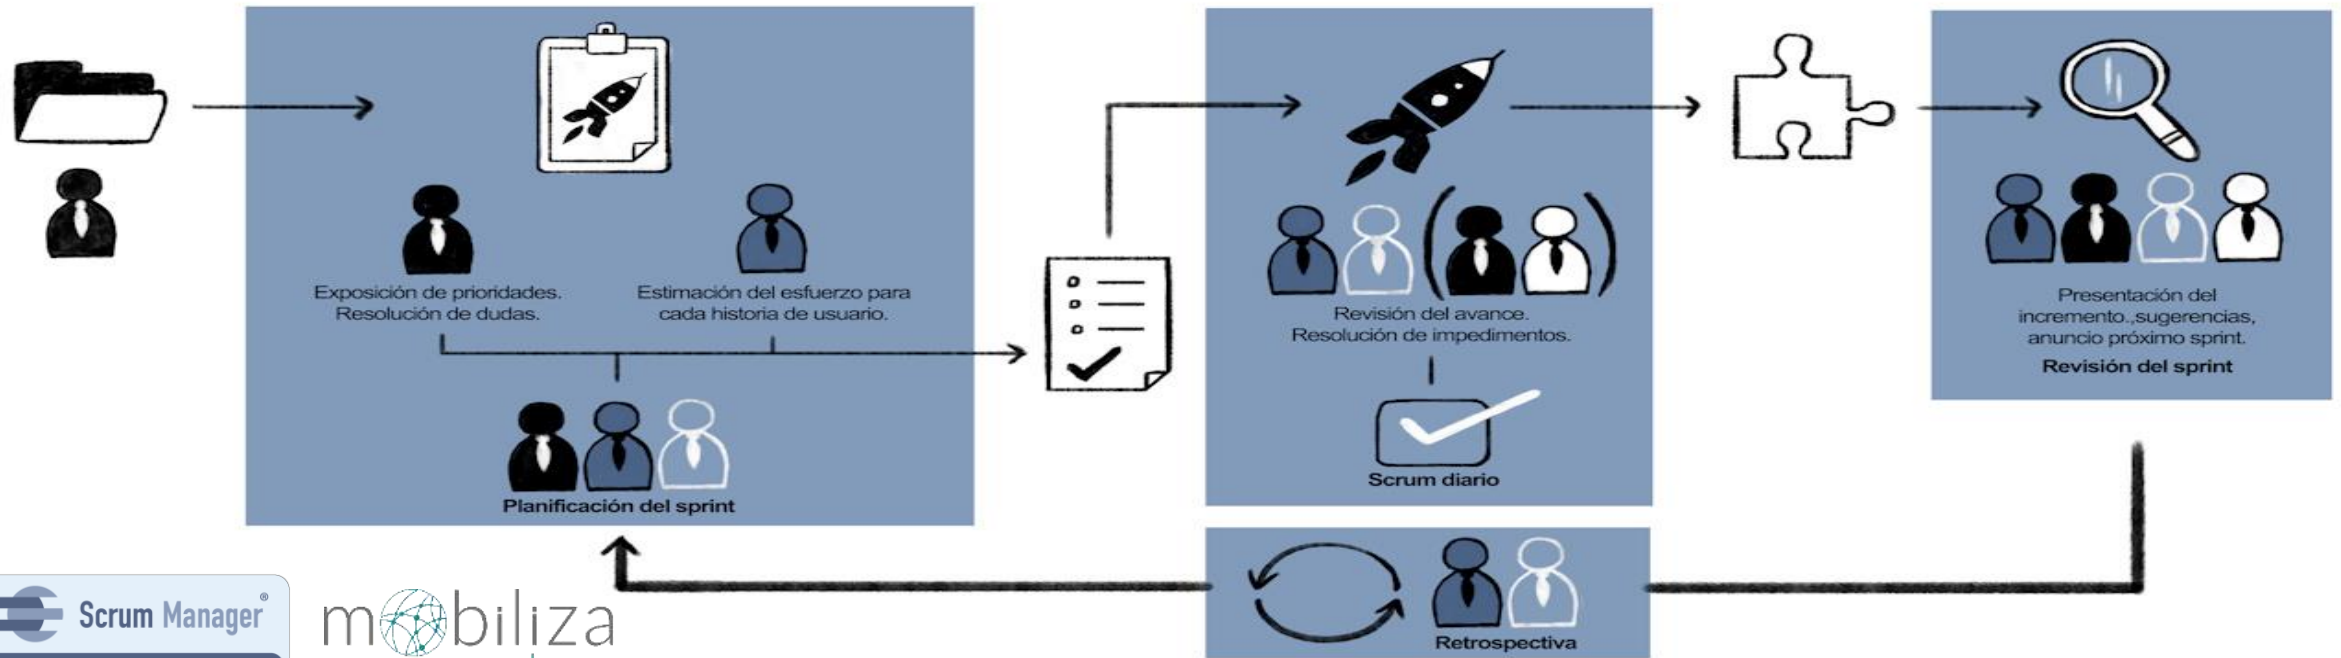 Exposición de prioridades.
Resolución de dudas.
Estimación del esfuerzo para
cada historia de usuario.
Planificación del sprint
Revisión del avance.
Resolución de impedimentos.
Scrum diario
Presentación del
incremento.,sugerencias,
anuncio próximo sprint.
Revisión del sprint
Retrospectiva
Scrum Manager®
mobiliza